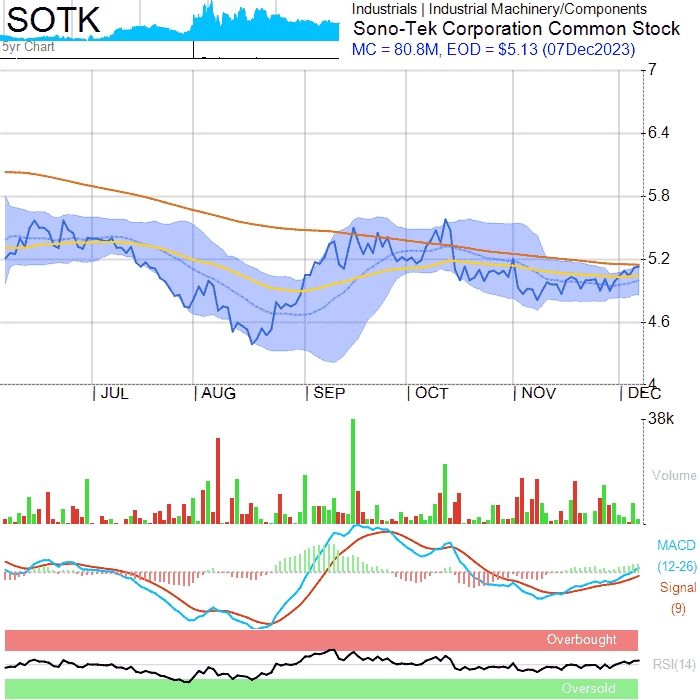 SOTK
5yr Chart
Industrials | Industrial Machinery/Components
Sono-Tek Corporation Common Stock
MC = 80.8M, EOD = $5.13 (07Dec2023)
7
6.4
5.8
5.2
4.6
4
JUL AUG SEP OCT NOV DEC
38k
Volume
MACD
(12-26)
Signal
(9)
Overbought
RSI(14)
Oversold